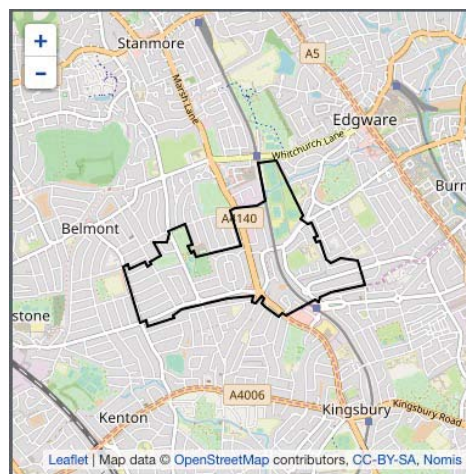 +
Stanmore
A5
-
Marsh Lane
Edgware
Whitchurch Lane
Burn
Belmont
A4140
stone
A4006
Kingsbury
Kenton
Kingsbury Road
Leaflet | Map data © OpenStreetMap contributors, CC-BY-SA, Nomis